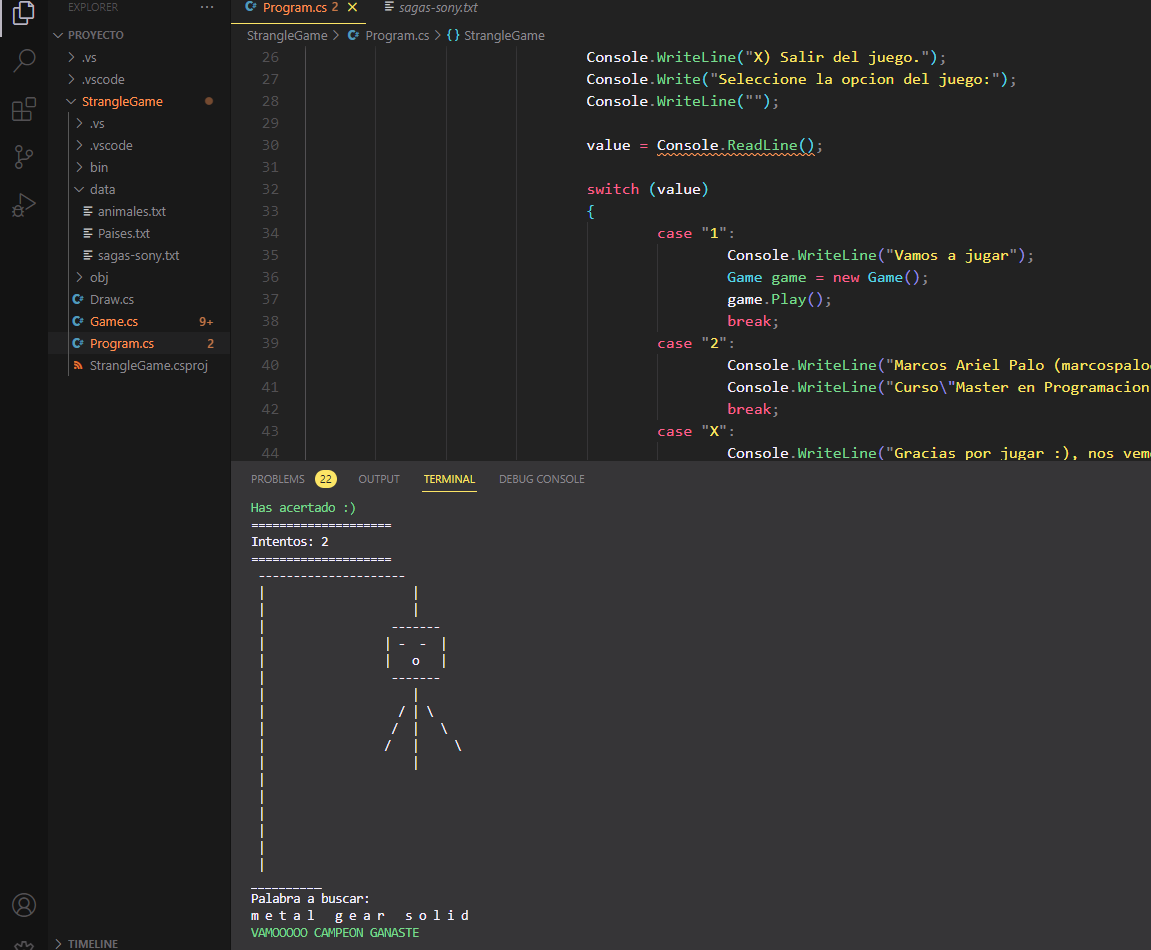 EXPLORER
PROYECTO
.vs
.vscode
StrangleGame
.vs
.vscode
bin
data
animales.txt
Paises.txt
sagas-sony.txt
obj
Draw.cs
Game.cs 9+
Program.cs 2
StrangleGame.csproj
TIMELINE
Program.cs 2 sagas-sony.txt
StrangleGame > Program.cs > {} StrangleGame
26 Console.WriteLine("X) Salir del juego.");
27 Console.Write("Seleccione la opcion del juego:");
28 Console.WriteLine("");
29
30 value = Console.ReadLine();
31
32 switch (value)
33 {
34 case "1":
35 Console.WriteLine("Vamos a jugar");
36 Game game = new Game();
37 game.Play();
38 break;
39 case "2":
40 Console.WriteLine("Marcos Ariel Palo (marcospalo
41 Console.WriteLine("Curso\"Master en Programacion
42 break;
43 case "X":
44 Console.WriteLine("Gracias por jugar :), nos vem
PROBLEMS 22 OUTPUT TERMINAL DEBUG CONSOLE
Has acertado :)
====================
Intentos: 2
====================
---------------------
| |
| |
| -------
| | - - |
| | o |
| -------
| |
| / | \
| / | \
| / | \
| |
|
|
|
|
|
|
__________
Palabra a buscar:
m e t a l g e a r s o l i d
VAMOOOOO CAMPEON GANASTE